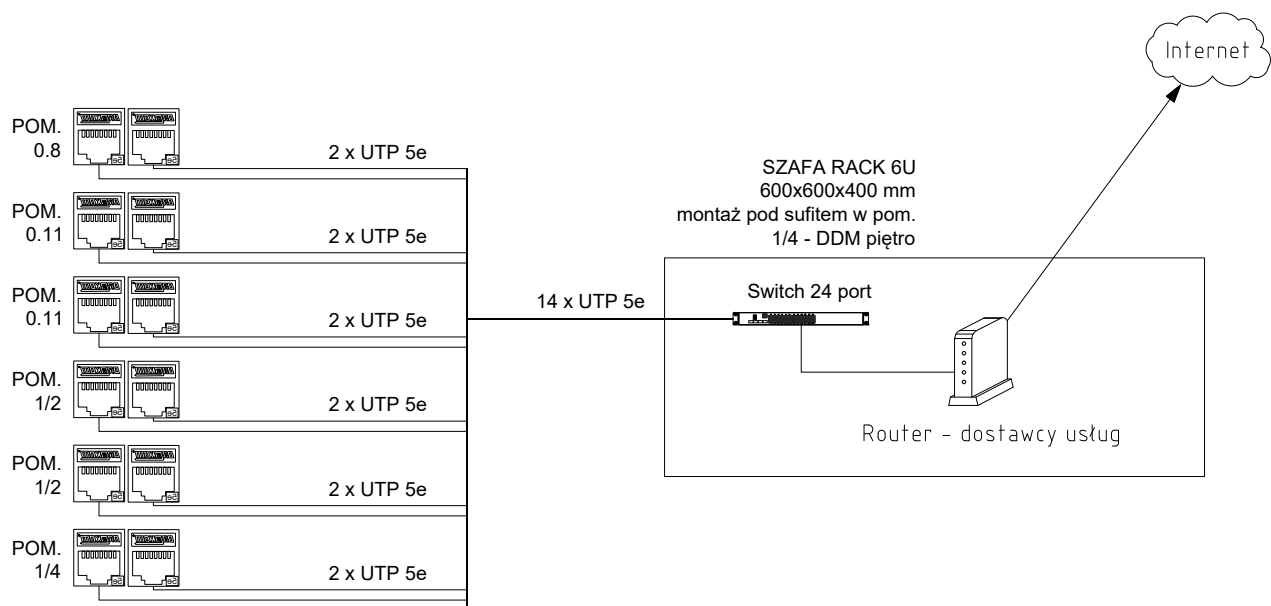 Internet
POM.
0.8
2 x UTP 5e
SZAFA RACK 6U
600x600x400 mm
montaż pod sufitem w pom.
1/4 - DDM piętro
POM.
0.11
2 x UTP 5e
POM.
0.11
2 x UTP 5e
14 x UTP 5e
Switch 24 port
POM.
1/2
2 x UTP 5e
Router - dostawcy usług
POM.
1/2
2 x UTP 5e
POM.
1/4
2 x UTP 5e